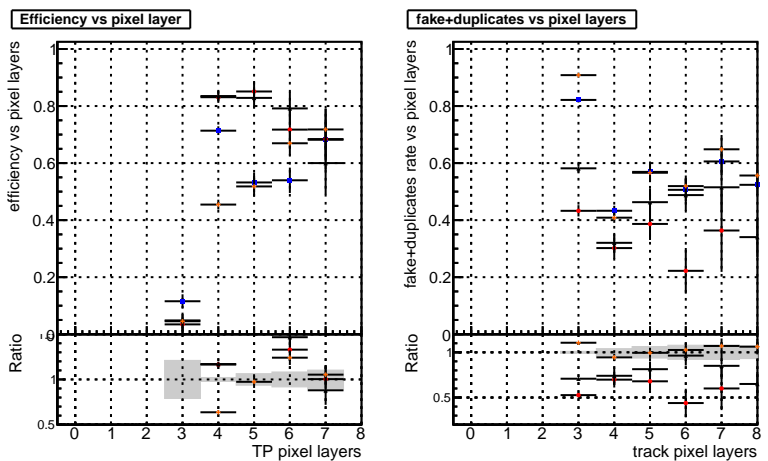 Efficiency vs pixel layer
efficiency vs pixel layers
1
0.8
0.6
0.4
0.2
0
Ratio
1
0.5
0 1 2 3 4 5 6 7 8
TP pixel layers
fake+duplicates vs pixel layers
fake+duplicates rate vs pixel layers
1
0.8
0.6
0.4
0.2
0
Ratio
1
0.5
0 1 2 3 4 5 6 7 8
track pixel layers